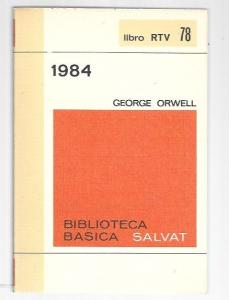 libro RTV 78
1984
GEORGE ORWELL
BIBLIOTECA
BASICA SALVAT